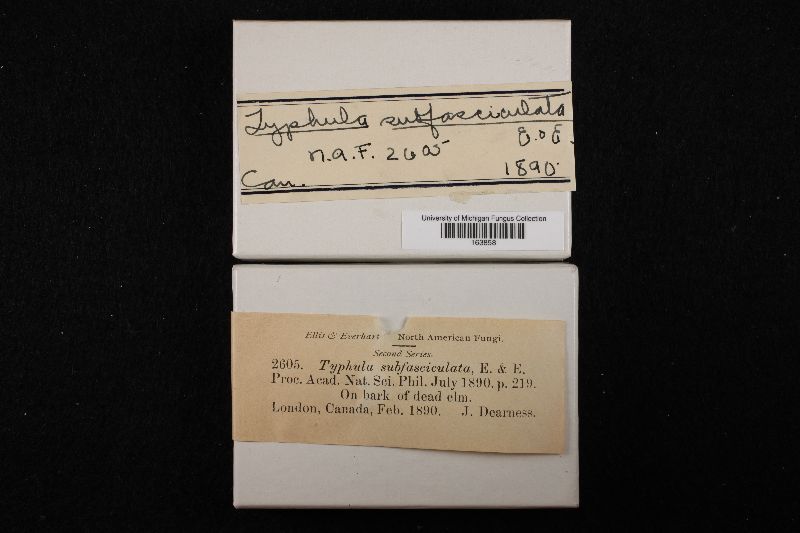 Typhula subfasciculata
E. & E.
N.A.F. 2605
Can. 1890
University of Michigan Fungus Collection
163858
Ellis & Everhart North American Fungi.
Second Series.
2605. Typhula subfasciculata, E. & E.
Proc. Acad. Nat. Sci. Phil. July 1890, p. 219.
On bark of dead elm.
London, Canada, Feb. 1890. J. Dearness.